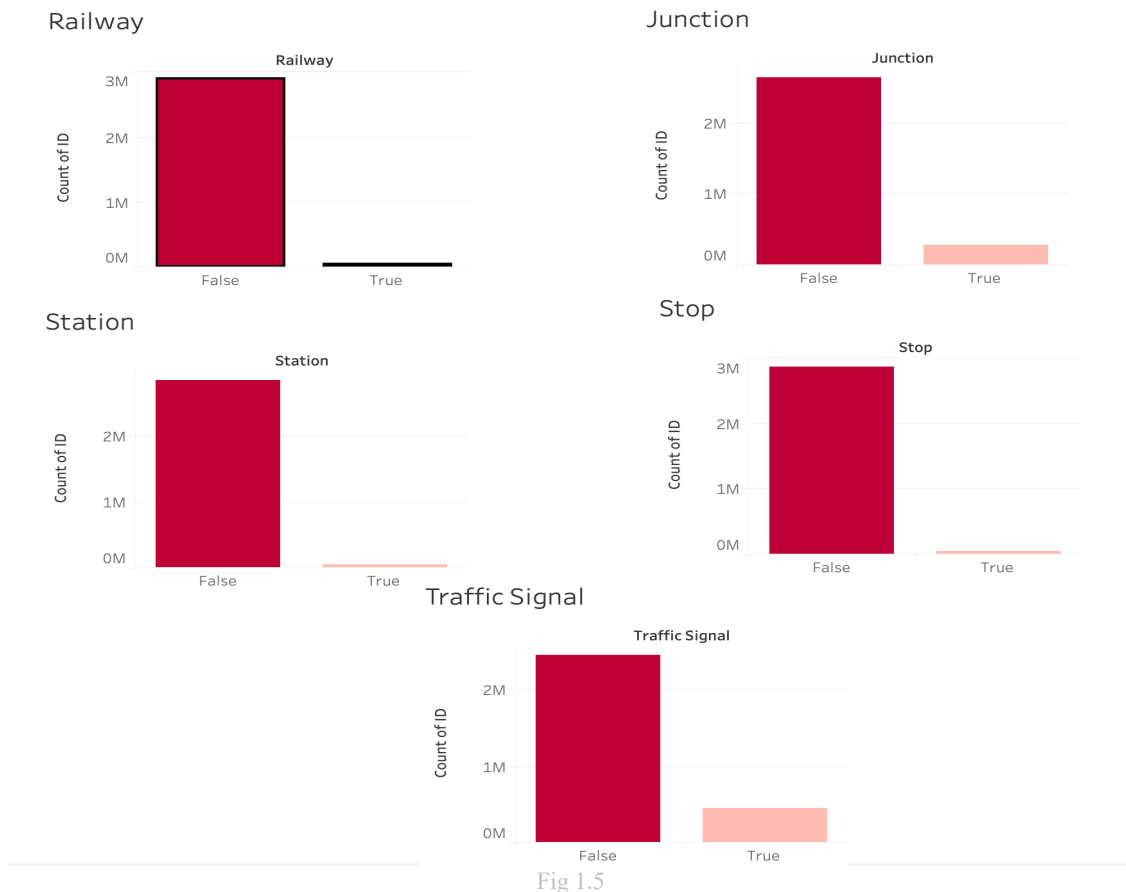 Railway
Railway
3M
2M
1M
0M
Count of ID
False True
Junction
Junction
2M
1M
0M
Count of ID
False True
Station
Station
2M
1M
0M
Count of ID
False True
Stop
Stop
3M
2M
1M
0M
Count of ID
False True
Traffic Signal
Traffic Signal
2M
1M
0M
Count of ID
False True
Fig 1.5